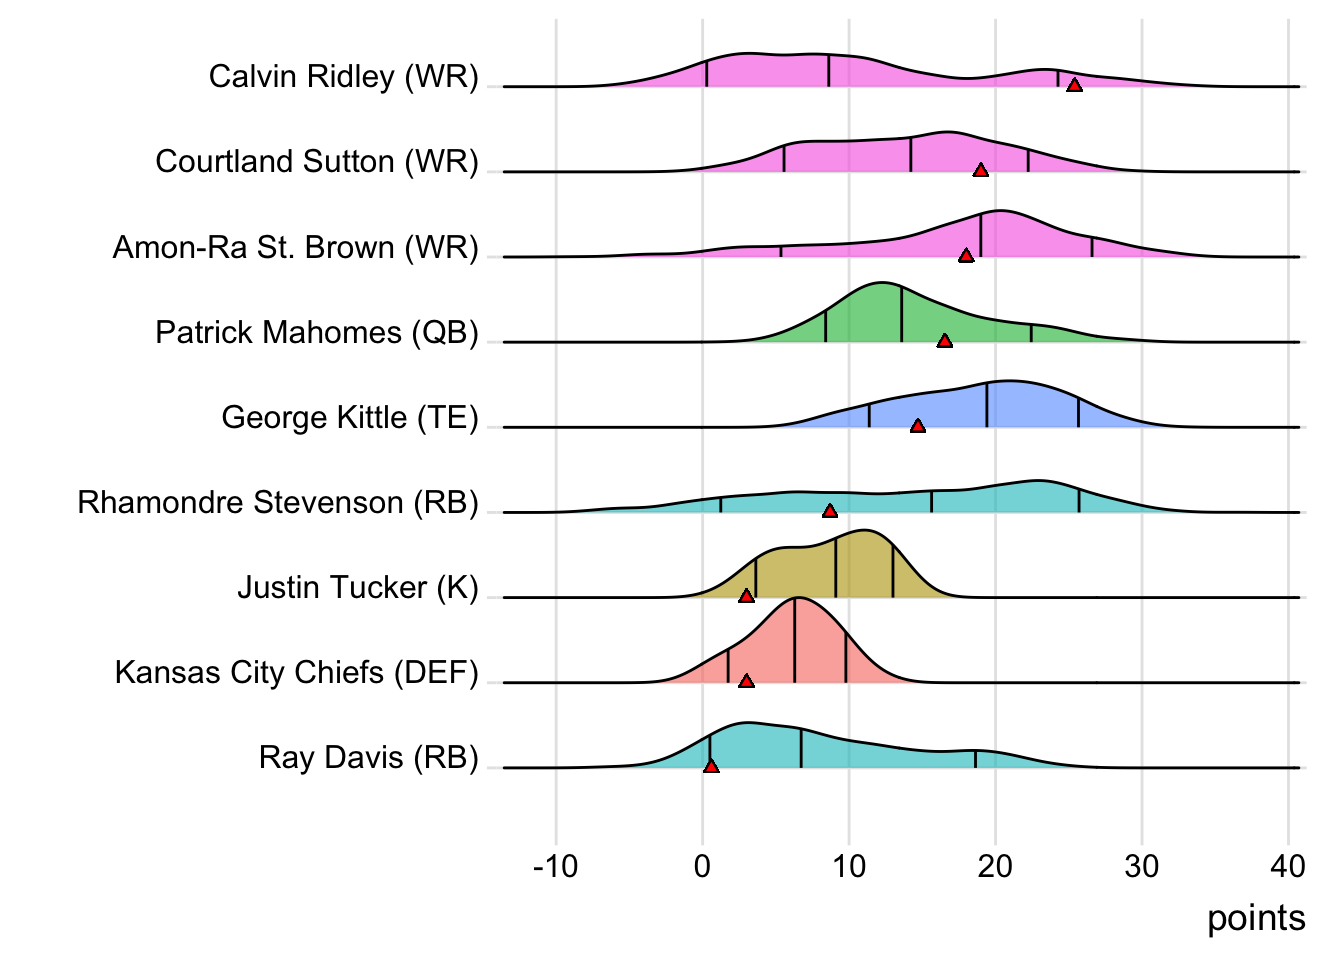 Calvin Ridley (WR)
Courtland Sutton (WR)
Amon-Ra St. Brown (WR)
Patrick Mahomes (QB)
George Kittle (TE)
Rhamondre Stevenson (RB)
Justin Tucker (K)
Kansas City Chiefs (DEF)
Ray Davis (RB)
-10 0 10 20 30 40
points